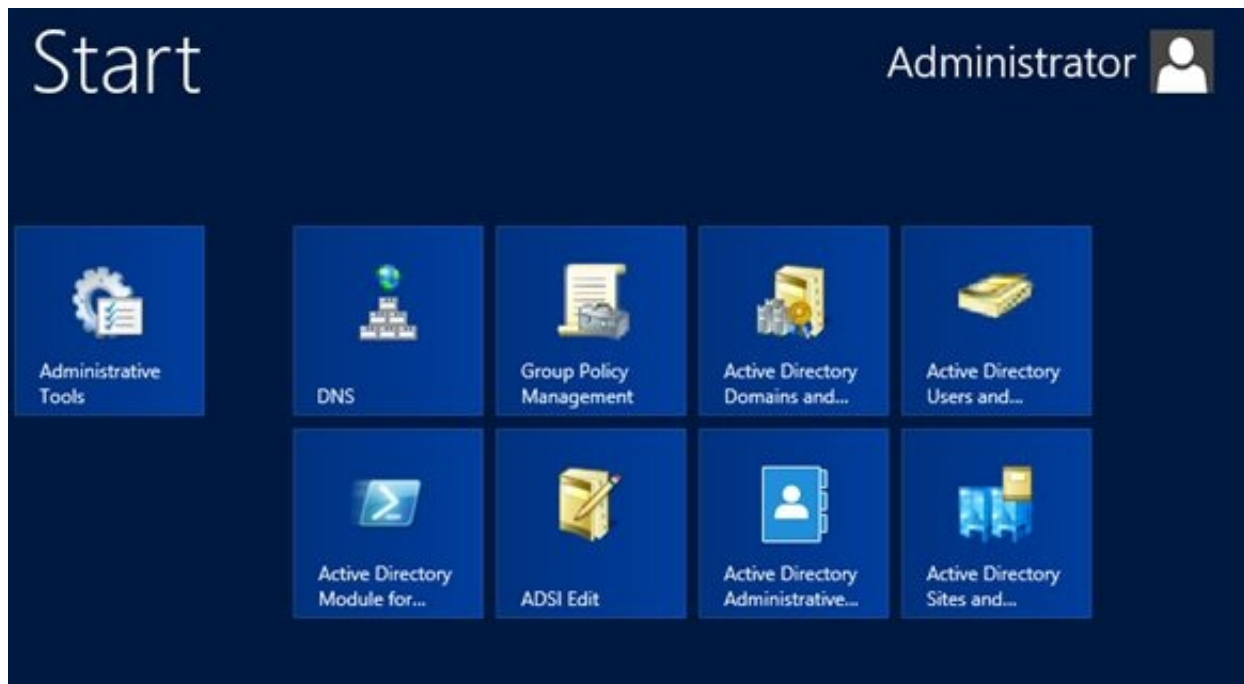 Start
Administrator
Administrative
Tools
DNS
Group Policy
Management
Active Directory
Domains and...
Active Directory
Users and...
Active Directory
Module for...
ADSI Edit
Active Directory
Administrative...
Active Directory
Sites and...